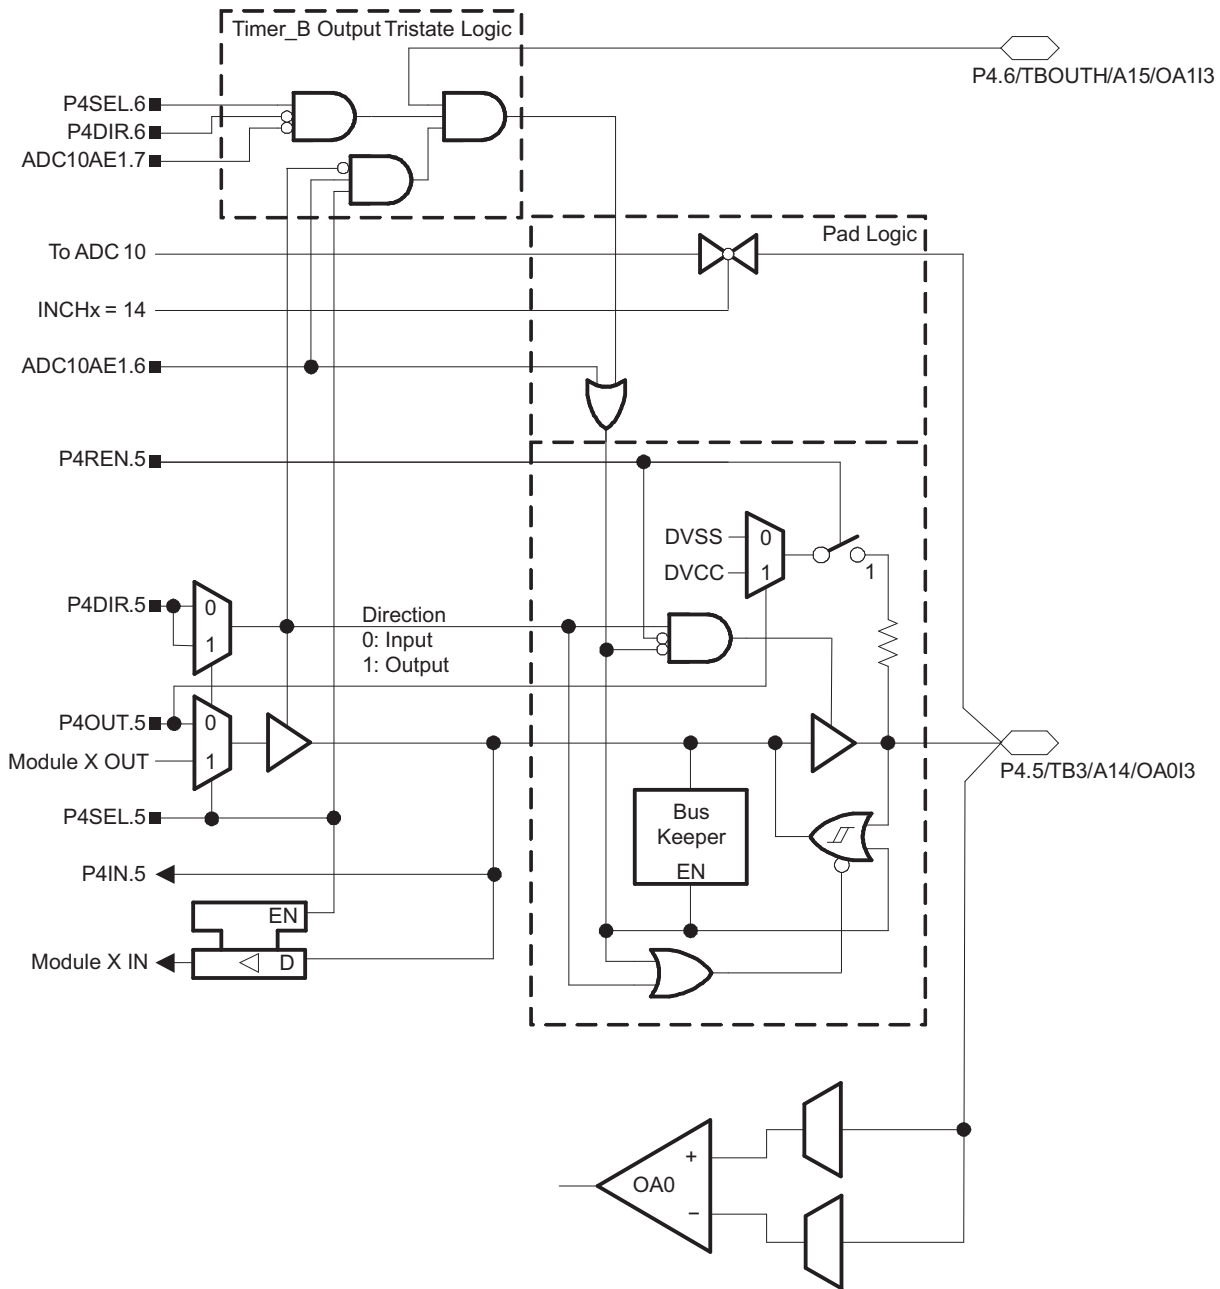 Timer_B Output Tristate Logic
P4.6/TBOUTH/A15/OA1I3
P4SEL.6
P4DIR.6
ADC10AE1.7
Pad Logic
To ADC 10
INCHx = 14
ADC10AE1.6
P4REN.5
DVSS
0
DVCC
1
1
P4DIR.5
0
1
Direction
0: Input
1: Output
P4OUT.5
0
Module X OUT
1
P4.5/TB3/A14/OA0I3
P4SEL.5
Bus
Keeper
EN
P4IN.5
EN
Module X IN
D
+
OA0
−